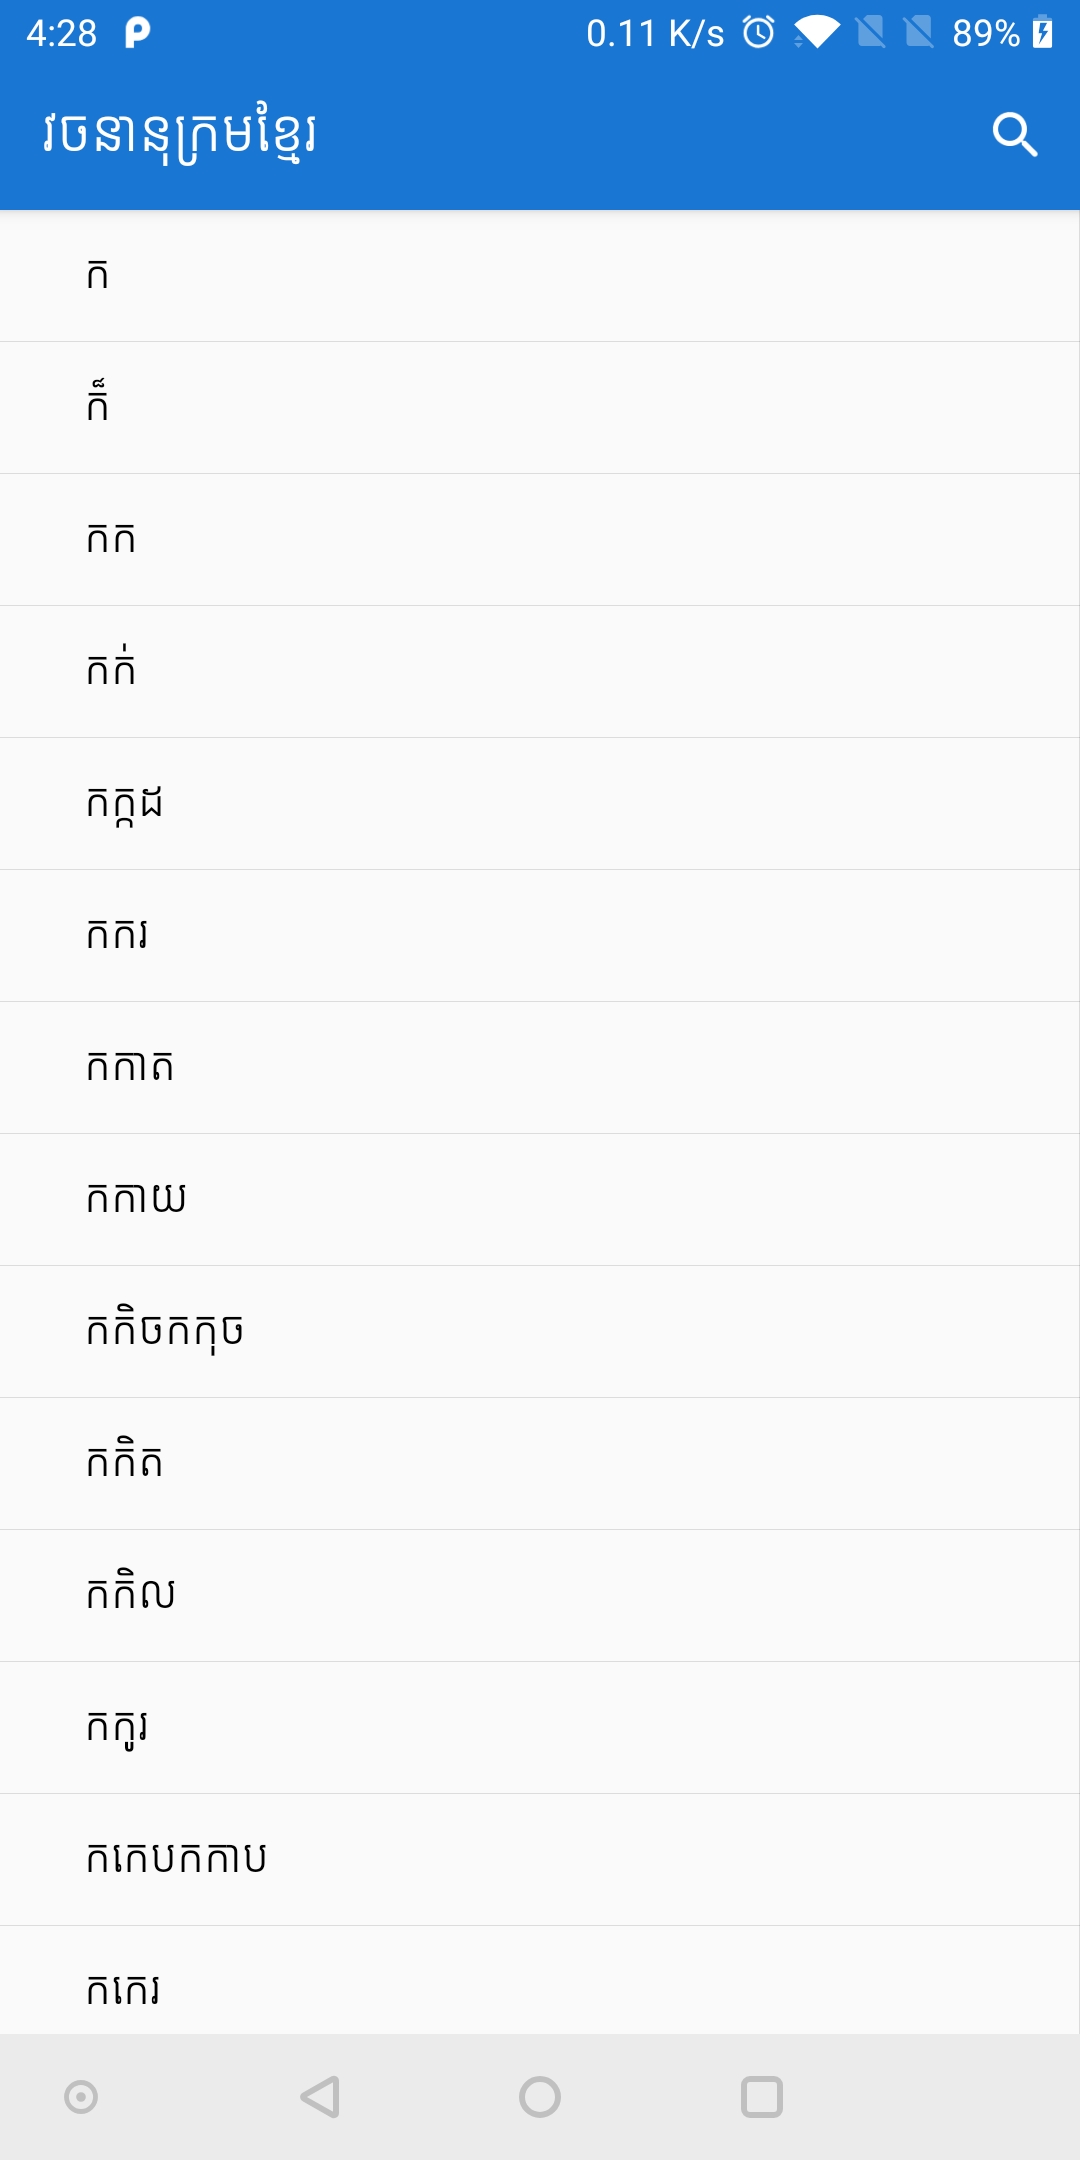 4:28 0.11 K/s 89%
វចនានុក្រមខ្មែរ
ក
ក៏
កក
កក់
កក្កដ
កករ
កកាត
កកាយ
កកិចកកុច
កកិត
កកិល
កកូរ
កកេបកកាប
កកេរ